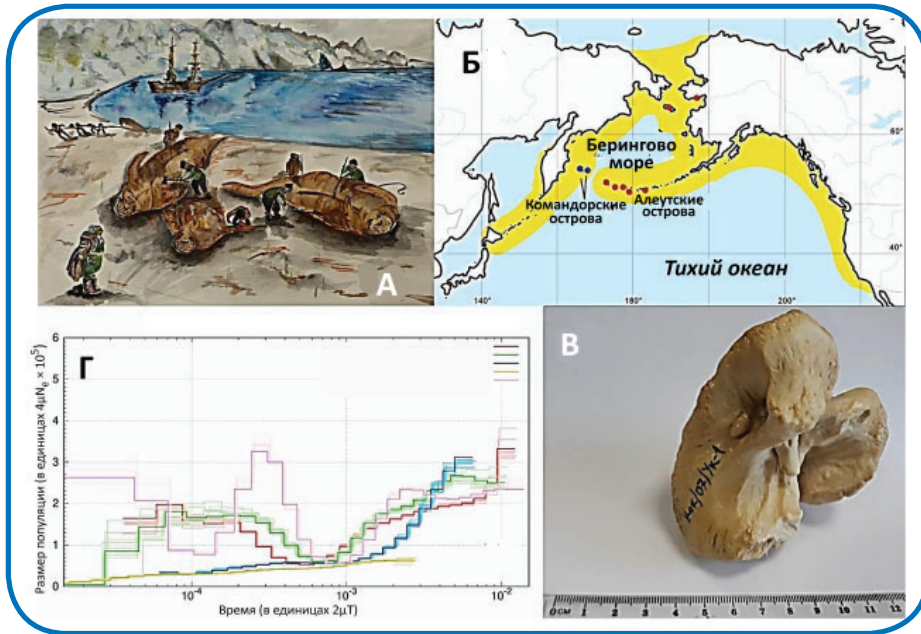 А
Б
Берингово
море
Командорские
острова
Алеутские
острова
Тихий океан
60
40
140°
180°
200°
Г
Размер популяции (в единицах 4μNₑ × 10⁵)
6
5
4
3
2
1
0
10⁻⁴
10⁻³
10⁻²
Время (в единицах 2μT)
В
0 СМ 1 2 3 4 5 6 7 8 9 10 11 12